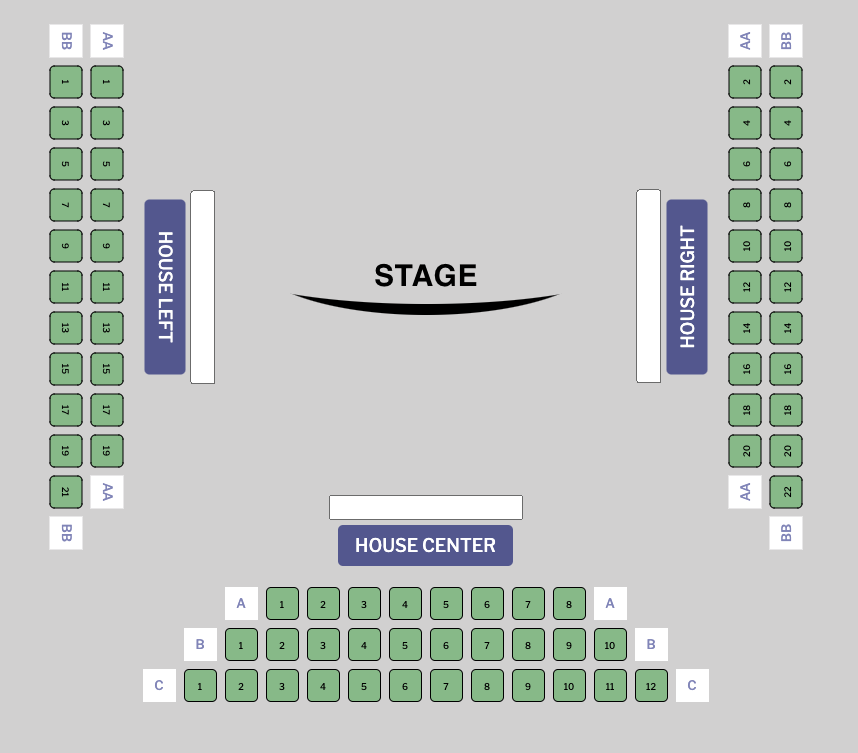 BB AA AA BB
1 1 2 2
3 3 4 4
5 5 6 6
7 7 8 8
9 9 10 10
11 11 12 12
13 13 14 14
15 15 16 16
17 17 18 18
19 19 20 20
21 AA AA 22
BB BB
HOUSE LEFT
STAGE
HOUSE RIGHT
HOUSE CENTER
A 1 2 3 4 5 6 7 8 A
B 1 2 3 4 5 6 7 8 9 10 B
C 1 2 3 4 5 6 7 8 9 10 11 12 C